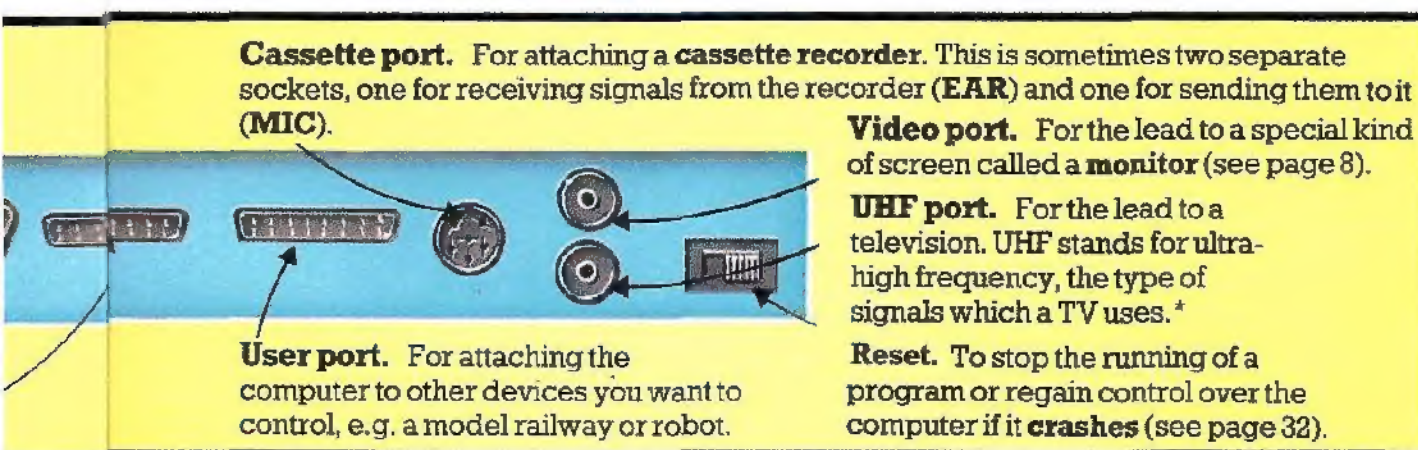 Cassette port. For attaching a cassette recorder. This is sometimes two separate
sockets, one for receiving signals from the recorder (EAR) and one for sending them to it
(MIC).
Video port. For the lead to a special kind
of screen called a monitor (see page 8).
UHF port. For the lead to a
television. UHF stands for ultra-
high frequency, the type of
signals which a TV uses.*
User port. For attaching the
computer to other devices you want to
control, e.g. a model railway or robot.
Reset. To stop the running of a
program or regain control over the
computer if it crashes (see page 32).